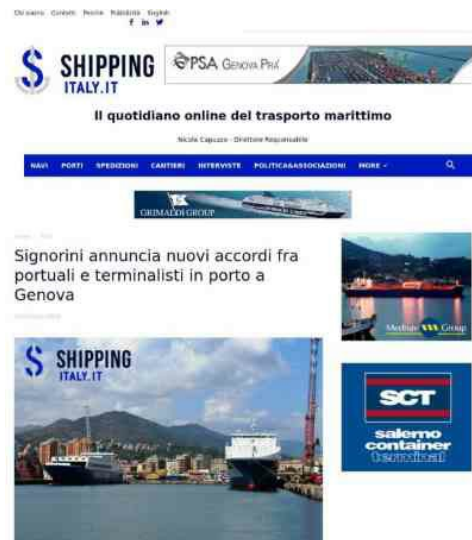 Chi siamo Contatti Perché Pubblicità English
SHIPPING
ITALY.IT
PSA GENOVA PRA'
Il quotidiano online del trasporto marittimo
Nicola Capuzzo - Direttore Responsabile
NAVI PORTI SPEDIZIONI CANTIERI INTERVISTE POLITICA&ASSOCIAZIONI MORE
GRIMALDI GROUP
Signorini annuncia nuovi accordi fra
portuali e terminalisti in porto a
Genova
Medtug Group
SHIPPING
ITALY.IT
SCT
salerno
container
terminal